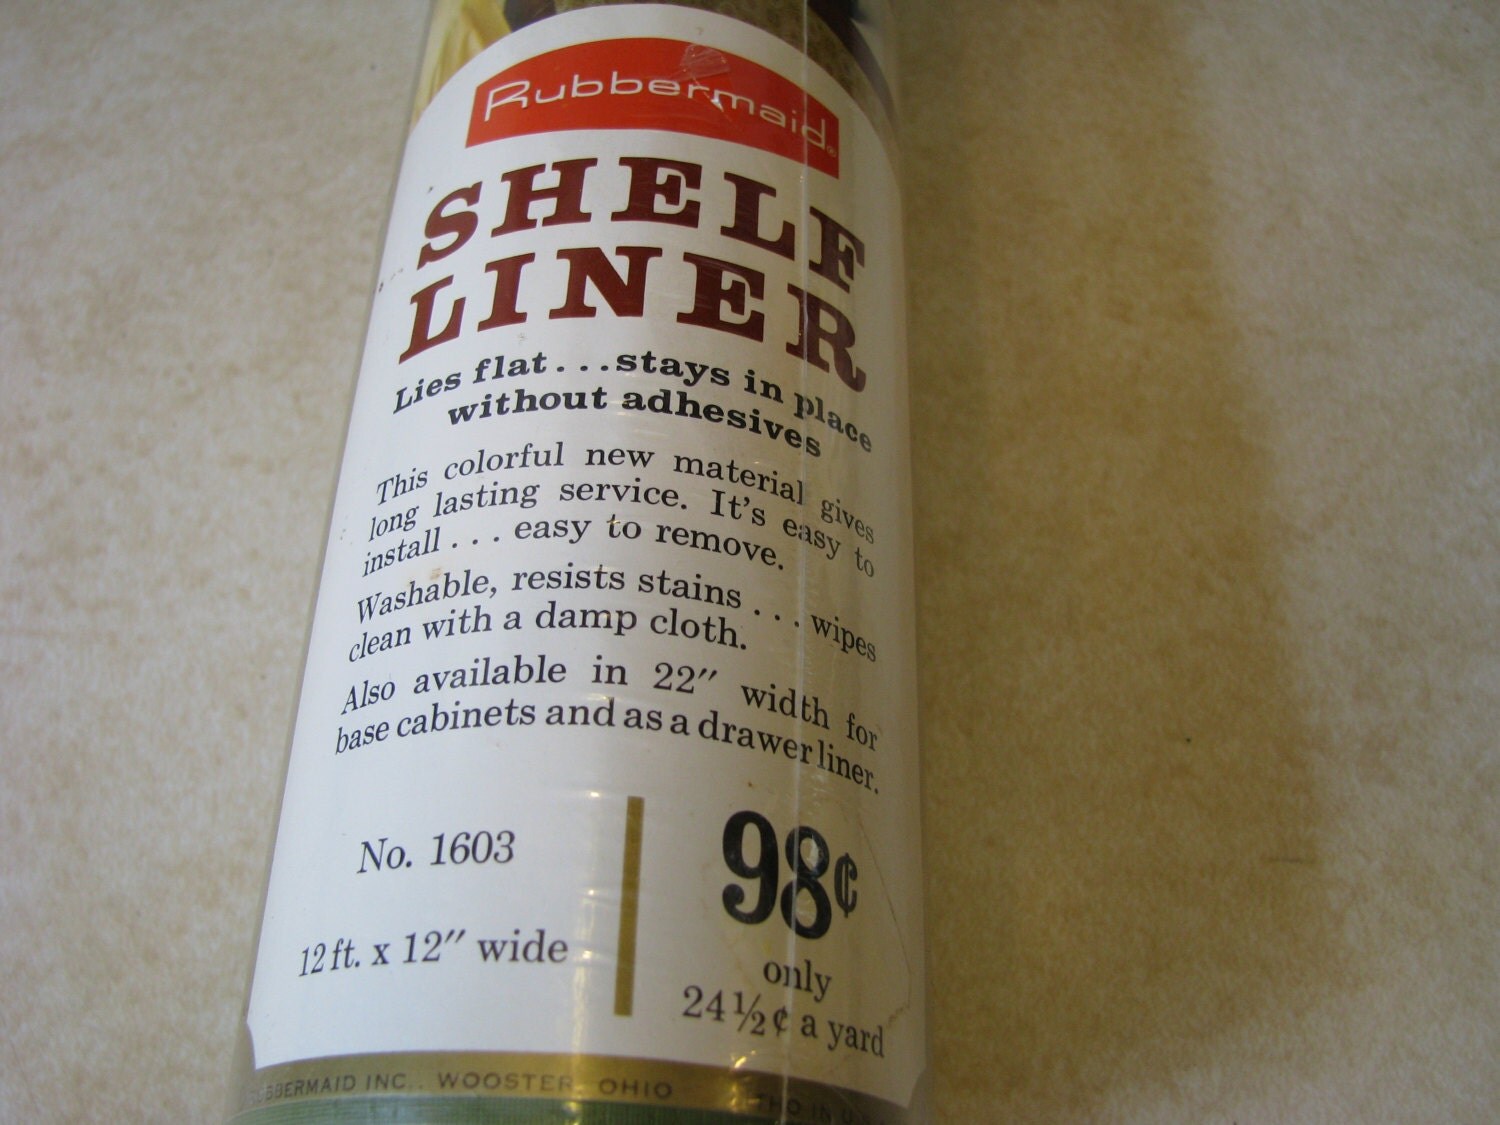 Rubbermaid®
SHELF
LINER
Lies flat...stays in place
without adhesives
This colorful new material gives
long lasting service. It's easy to
install...easy to remove.
Washable, resists stains...wipes
clean with a damp cloth.
Also available in 22″ width for
base cabinets and as a drawer liner.
No. 1603
12 ft. x 12″ wide
98¢
only
24½¢ a yard
BBERMAID INC., WOOSTER, OHIO